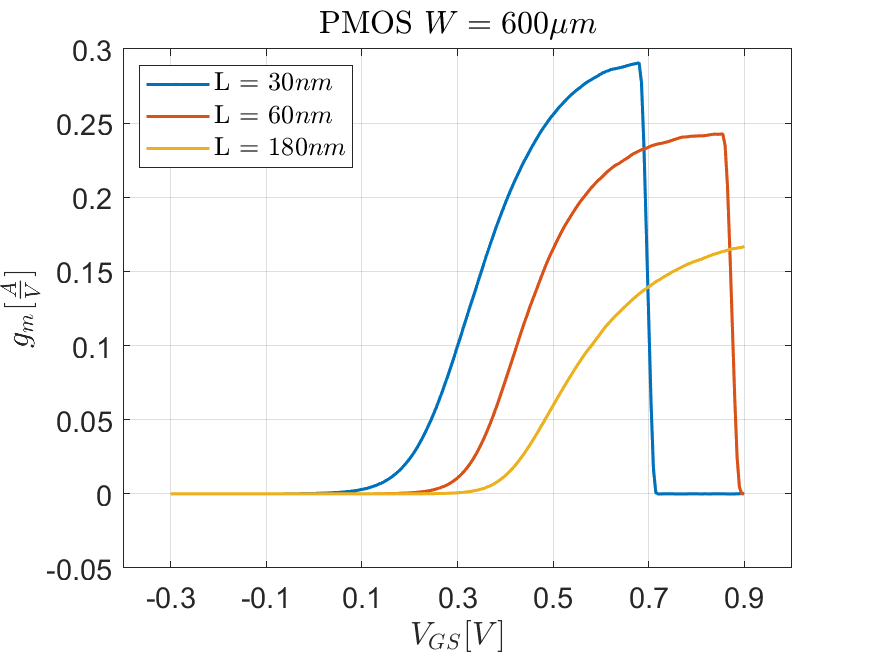 PMOS W = 600μm
0.3
0.25
0.2
0.15
0.1
0.05
0
-0.05
L = 30nm
L = 60nm
L = 180nm
g_m[A/V]
-0.3 -0.1 0.1 0.3 0.5 0.7 0.9
V_GS[V]